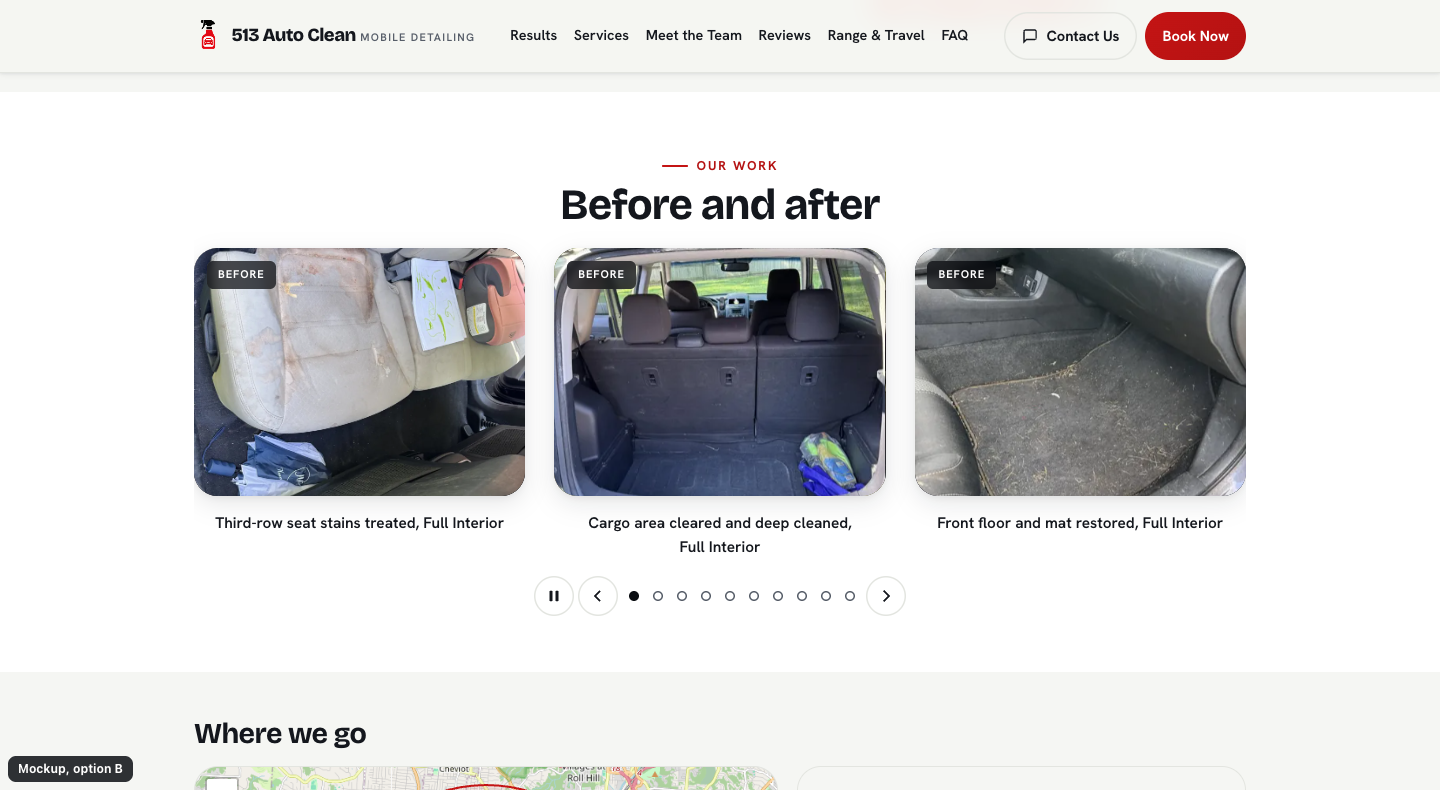 513 Auto Clean MOBILE DETAILING
Results
Services
Meet the Team
Reviews
Range & Travel
FAQ
Contact Us
Book Now
OUR WORK
Before and after
BEFORE
BEFORE
BEFORE
Third-row seat stains treated, Full Interior
Cargo area cleared and deep cleaned,
Full Interior
Front floor and mat restored, Full Interior
Where we go
Mockup, option B
Cheviot
Roll Hill